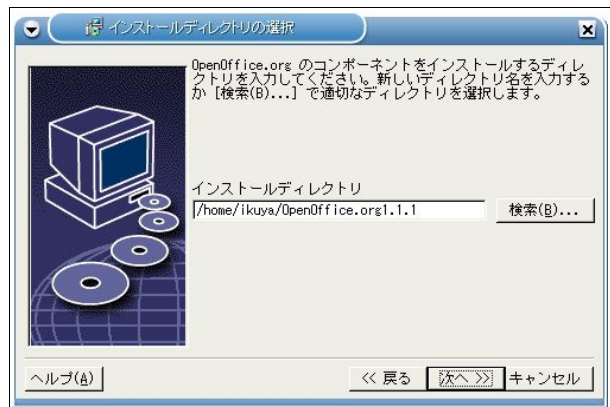 インストールディレクトリの選択
OpenOffice.org のコンポーネントをインストールするディレ
クトリを入力してください。新しいディレクトリ名を入力する
か [検索(B)...] で適切なディレクトリを選択します。
インストールディレクトリ
/home/ikuya/OpenOffice.org1.1.1
検索(B)...
ヘルプ(A)
<< 戻る
次へ >>
キャンセル